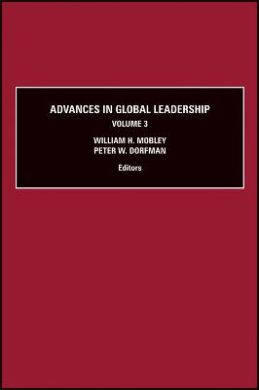 ADVANCES IN GLOBAL LEADERSHIP
VOLUME 3
WILLIAM H. MOBLEY
PETER W. DORFMAN
Editors